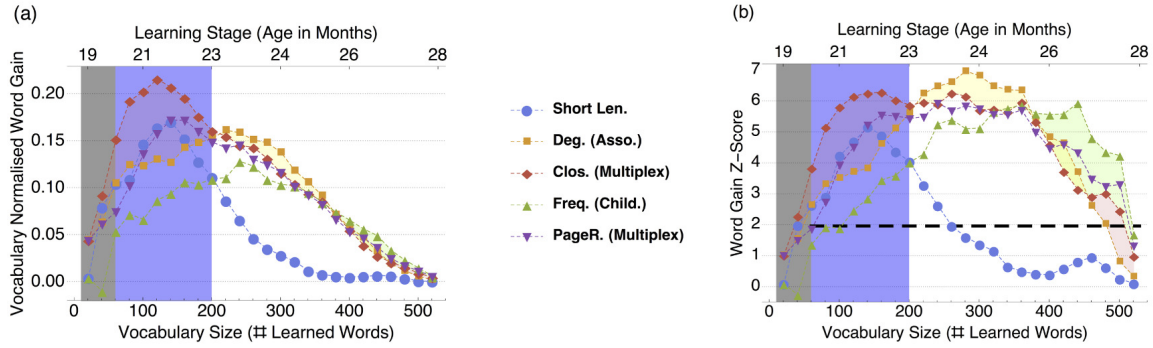 (a)
Learning Stage (Age in Months)
19 21 23 24 26 28
Vocabulary Normalised Word Gain
0.20
0.15
0.10
0.05
0.00
0 100 200 300 400 500
Vocabulary Size (# Learned Words)
Short Len.
Deg. (Asso.)
Clos. (Multiplex)
Freq. (Child.)
PageR. (Multiplex)
(b)
Learning Stage (Age in Months)
19 21 23 24 26 28
Word Gain Z-Score
7
6
5
4
3
2
1
0
0 100 200 300 400 500
Vocabulary Size (# Learned Words)